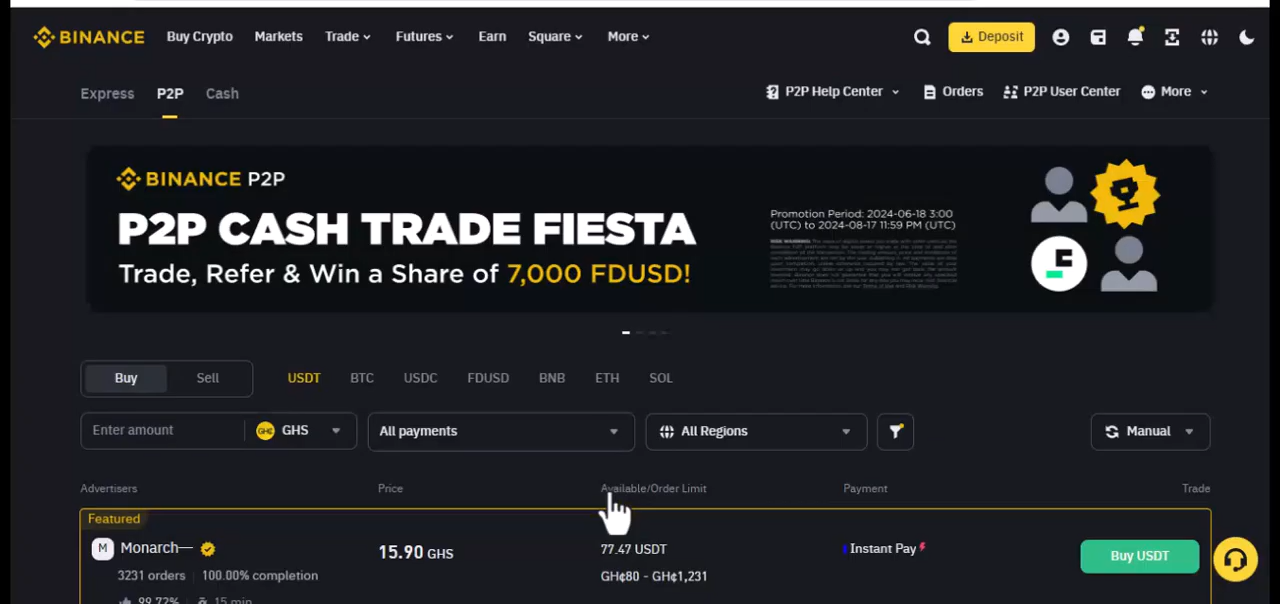 BINANCE Buy Crypto Markets Trade Futures Earn Square More Deposit
Express P2P Cash P2P Help Center Orders P2P User Center More
BINANCE P2P
P2P CASH TRADE FIESTA
Trade, Refer & Win a Share of 7,000 FDUSD!
Promotion Period: 2024-06-18 3:00
(UTC) to 2024-08-17 11:59 PM (UTC)
Buy Sell USDT BTC USDC FDUSD BNB ETH SOL
Enter amount GH¢ GHS All payments All Regions Manual
Advertisers Price Available/Order Limit Payment Trade
Featured
M Monarch— 15.90 GHS 77.47 USDT Instant Pay Buy USDT
3231 orders 100.00% completion GH¢80 - GH¢1,231
99.72% 15 min